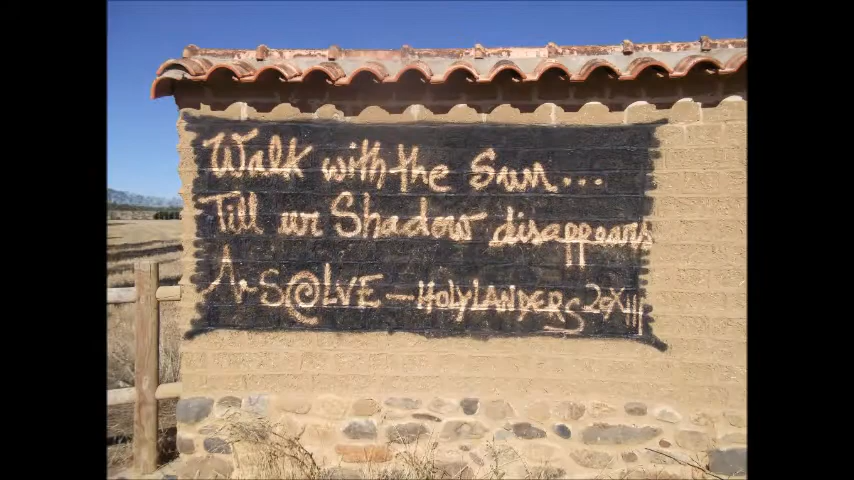 Walk with the Sun...
Till ur Shadow disappears
A. S@LVE - HOLYLANDERS 20XIII